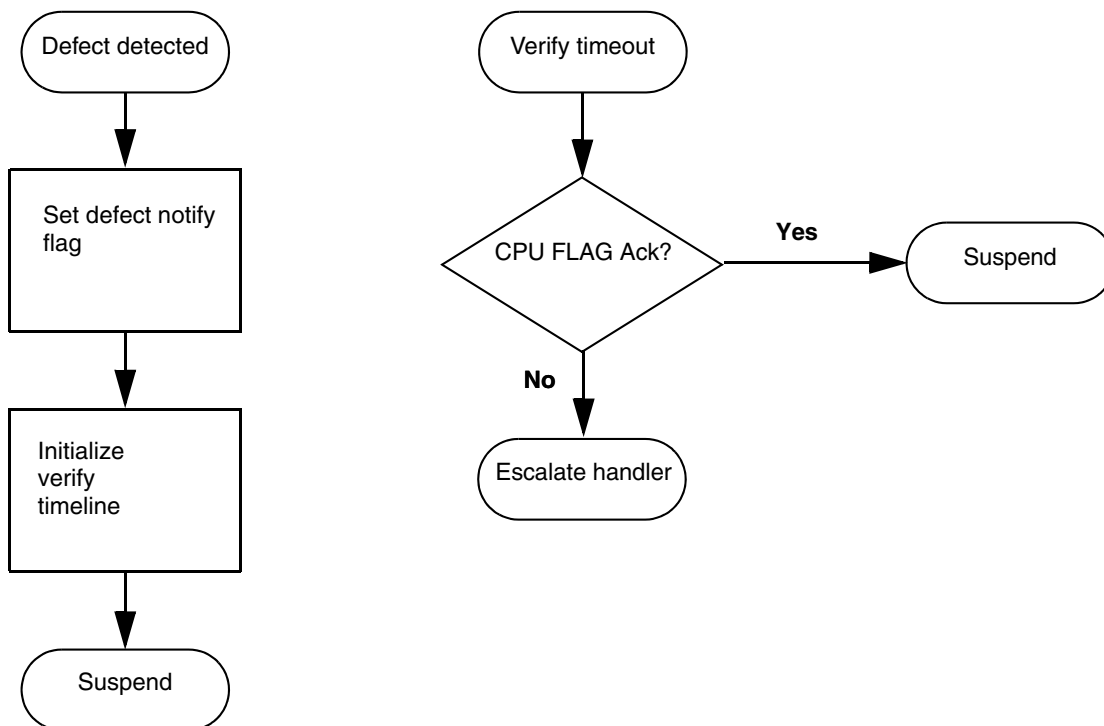 Defect detected
Set defect notify
flag
Initialize
verify
timeline
Suspend
Verify timeout
CPU FLAG Ack?
Yes
Suspend
No
Escalate handler